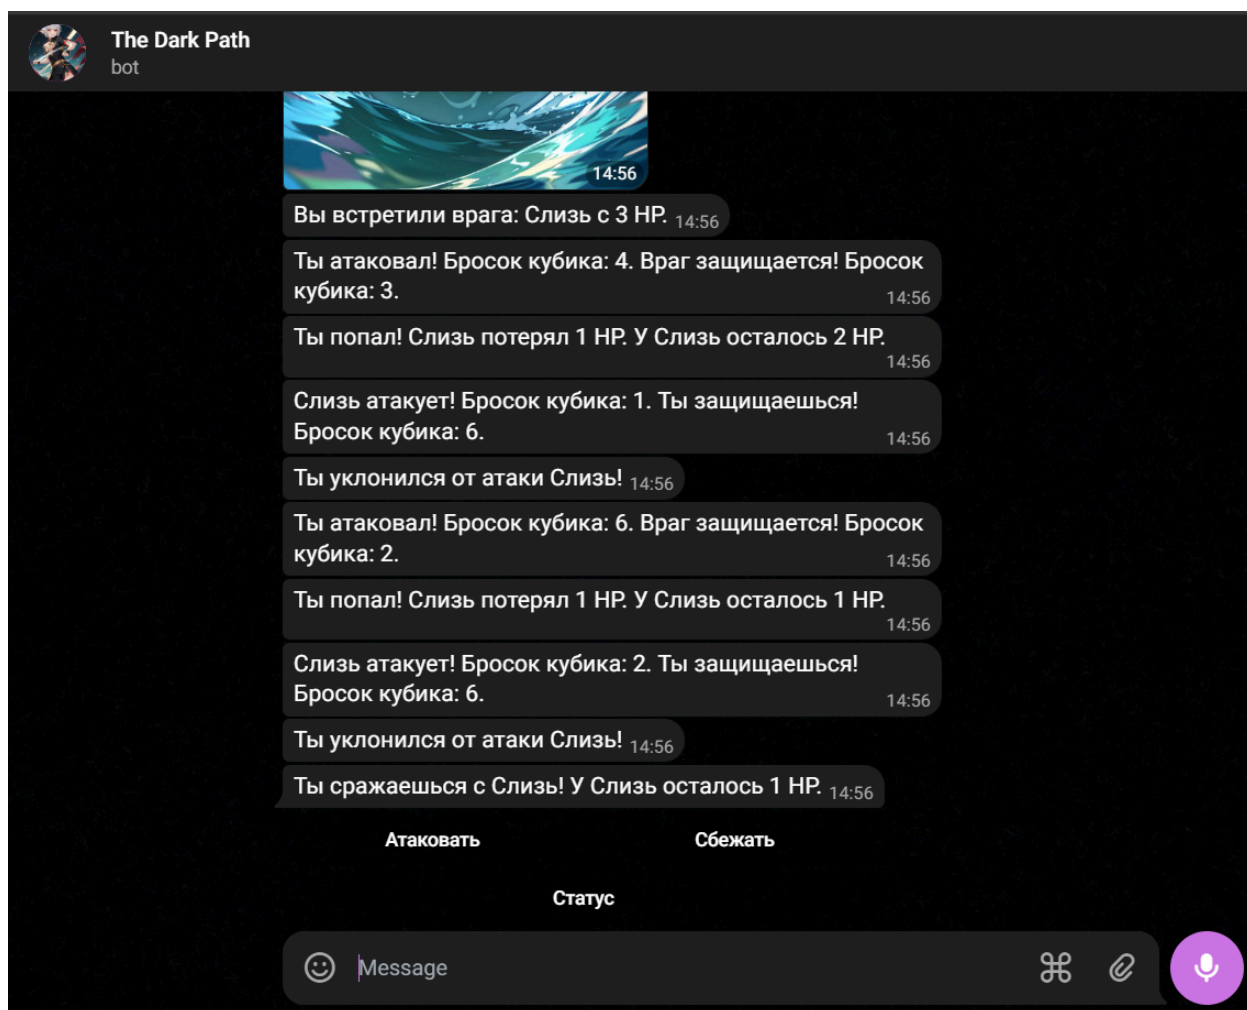 The Dark Path
bot
14:56
Вы встретили врага: Слизь с 3 HP. 14:56
Ты атаковал! Бросок кубика: 4. Враг защищается! Бросок
кубика: 3. 14:56
Ты попал! Слизь потерял 1 HP. У Слизь осталось 2 HP.
14:56
Слизь атакует! Бросок кубика: 1. Ты защищаешься!
Бросок кубика: 6. 14:56
Ты уклонился от атаки Слизь! 14:56
Ты атаковал! Бросок кубика: 6. Враг защищается! Бросок
кубика: 2. 14:56
Ты попал! Слизь потерял 1 HP. У Слизь осталось 1 HP.
14:56
Слизь атакует! Бросок кубика: 2. Ты защищаешься!
Бросок кубика: 6. 14:56
Ты уклонился от атаки Слизь! 14:56
Ты сражаешься с Слизь! У Слизь осталось 1 HP. 14:56
Атаковать Сбежать
Статус
Message